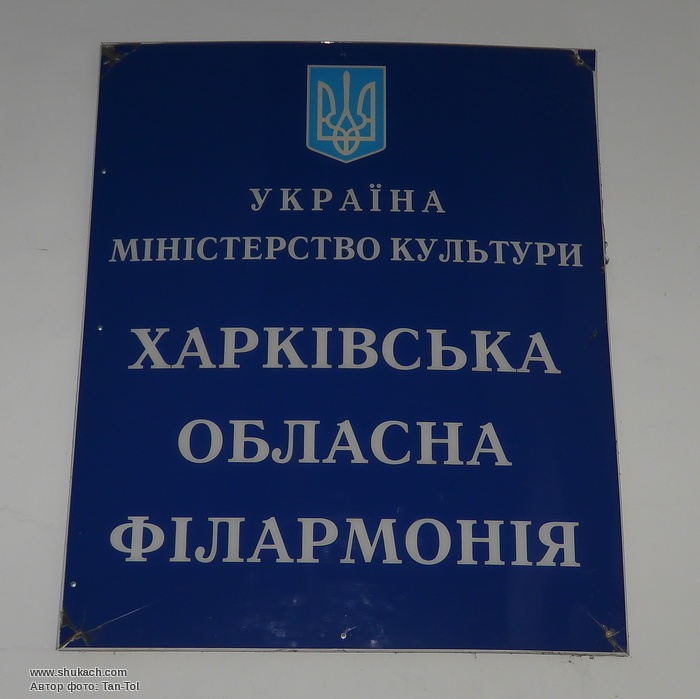 УКРАЇНА
МІНІСТЕРСТВО КУЛЬТУРИ
ХАРКІВСЬКА
ОБЛАСНА
ФІЛАРМОНІЯ
www.shukach.com
Автор фото: Tan-Tol